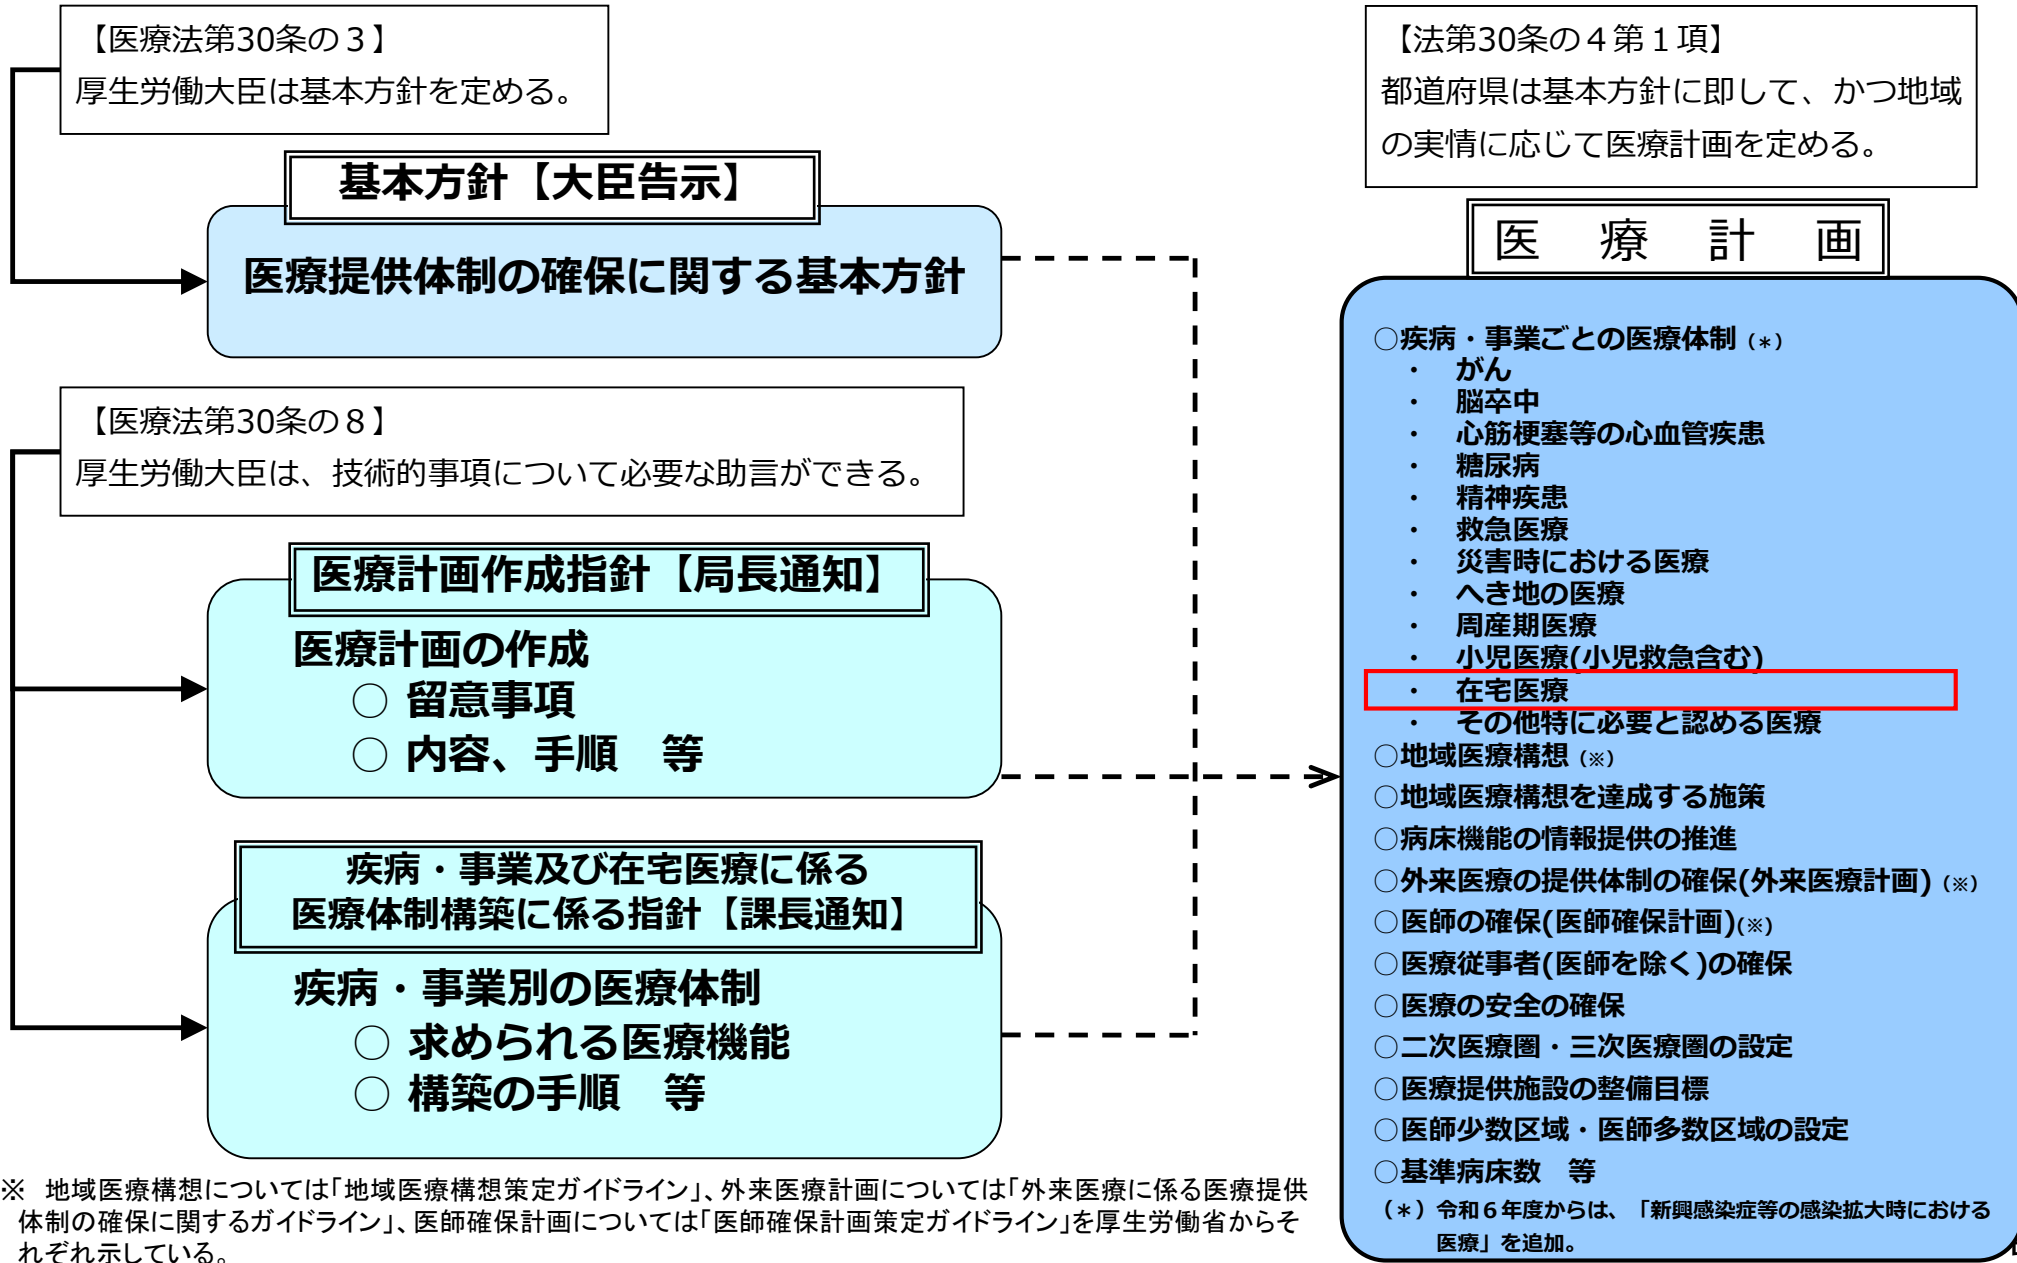 【医療法第30条の３】
厚生労働大臣は基本方針を定める。
基本方針【大臣告示】
医療提供体制の確保に関する基本方針
【医療法第30条の８】
厚生労働大臣は、技術的事項について必要な助言ができる。
医療計画作成指針【局長通知】
医療計画の作成
○ 留意事項
○ 内容、手順　等
疾病・事業及び在宅医療に係る
医療体制構築に係る指針【課長通知】
疾病・事業別の医療体制
○ 求められる医療機能
○ 構築の手順　等
※　地域医療構想については「地域医療構想策定ガイドライン」、外来医療計画については「外来医療に係る医療提供
体制の確保に関するガイドライン」、医師確保計画については「医師確保計画策定ガイドライン」を厚生労働省からそ
れぞれ示している。
【法第30条の４第１項】
都道府県は基本方針に即して、かつ地域
の実情に応じて医療計画を定める。
医　療　計　画
○疾病・事業ごとの医療体制（＊）
・　がん
・　脳卒中
・　心筋梗塞等の心血管疾患
・　糖尿病
・　精神疾患
・　救急医療
・　災害時における医療
・　へき地の医療
・　周産期医療
・　小児医療(小児救急含む)
・　在宅医療
・　その他特に必要と認める医療
○地域医療構想（※）
○地域医療構想を達成する施策
○病床機能の情報提供の推進
○外来医療の提供体制の確保(外来医療計画)（※）
○医師の確保(医師確保計画)(※)
○医療従事者(医師を除く)の確保
○医療の安全の確保
○二次医療圏・三次医療圏の設定
○医療提供施設の整備目標
○医師少数区域・医師多数区域の設定
○基準病床数　等
（＊）令和６年度からは、「新興感染症等の感染拡大時における
医療」を追加。